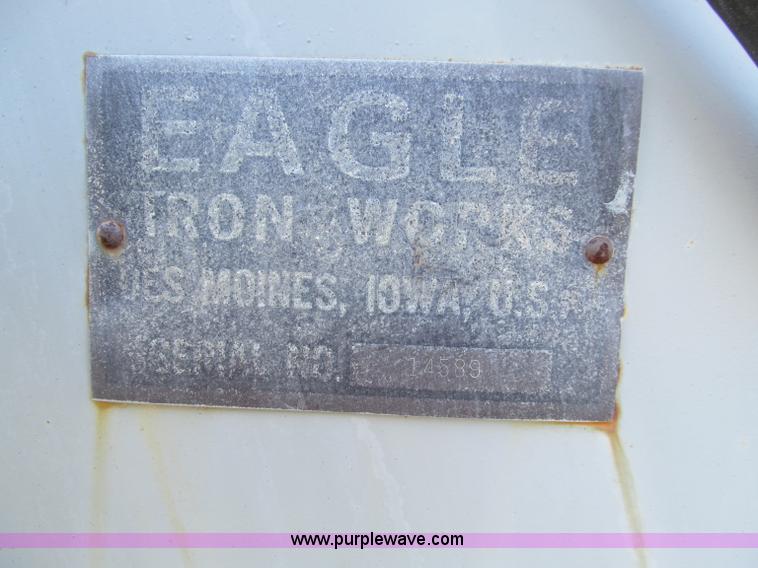 EAGLE
IRON WORKS
DES MOINES, IOWA, U.S.A.
SERIAL NO. 14589
www.purplewave.com